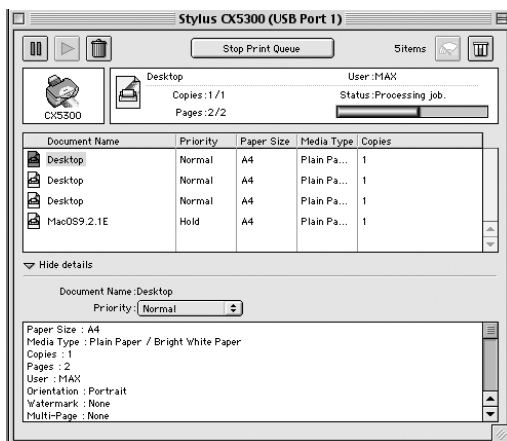 Stylus CX5300 (USB Port 1)
Stop Print Queue
5items
CX5300
Desktop
User :MAX
Copies :1/1
Status :Processing job.
Pages :2/2
Document Name Priority Paper Size Media Type Copies
Desktop Normal A4 Plain Pa... 1
Desktop Normal A4 Plain Pa... 1
Desktop Normal A4 Plain Pa... 1
MacOS9.2.1E Hold A4 Plain Pa... 1
Hide details
Document Name :Desktop
Priority : Normal
Paper Size : A4
Media Type : Plain Paper / Bright White Paper
Copies : 1
Pages : 2
User : MAX
Orientation : Portrait
Watermark : None
Multi-Page : None